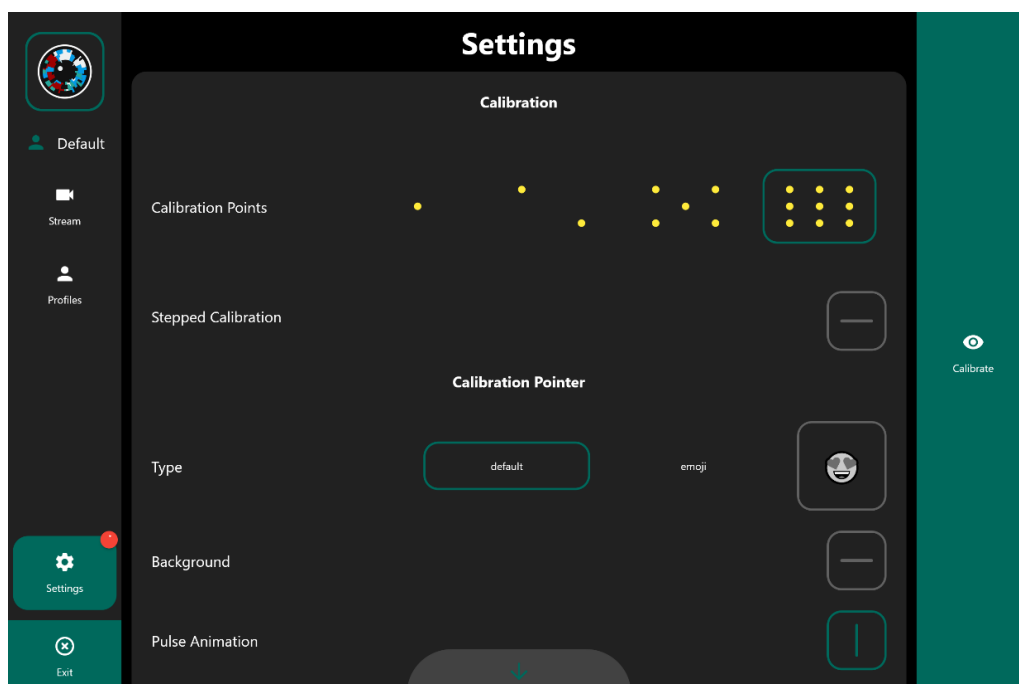 Settings
Default
Stream
Profiles
Settings
Exit
Calibration
Calibration Points
Stepped Calibration
Calibration Pointer
Type
default
emoji
Background
Pulse Animation
Calibrate